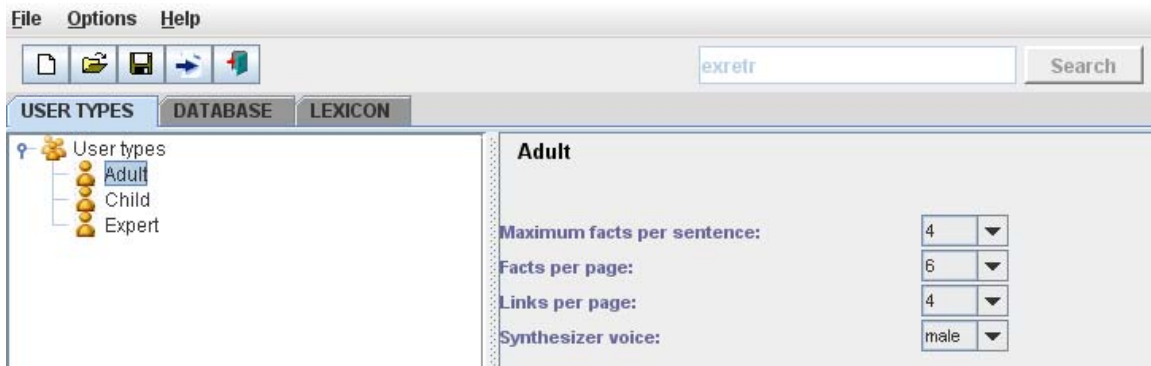 File Options Help
exretr Search
USER TYPES DATABASE LEXICON
User types
Adult
Child
Expert
Adult
Maximum facts per sentence: 4
Facts per page: 6
Links per page: 4
Synthesizer voice: male